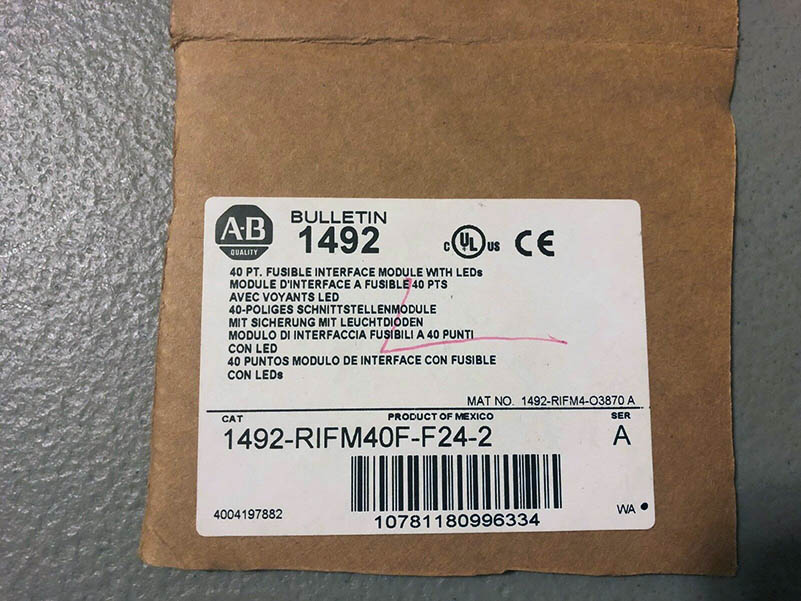 A-B
QUALITY
BULLETIN
1492
C UL US CE
40 PT. FUSIBLE INTERFACE MODULE WITH LEDs
MODULE D'INTERFACE A FUSIBLE 40 PTS
AVEC VOYANTS LED
40-POLIGES SCHNITTSTELLENMODULE
MIT SICHERUNG MIT LEUCHTDIODEN
MODULO DI INTERFACCIA FUSIBILI A 40 PUNTI
CON LED
40 PUNTOS MODULO DE INTERFACE CON FUSIBLE
CON LEDs
MAT NO. 1492-RIFM4-O3870 A
CAT PRODUCT OF MEXICO SER
1492-RIFM40F-F24-2 A
4004197882
10781180996334
WA